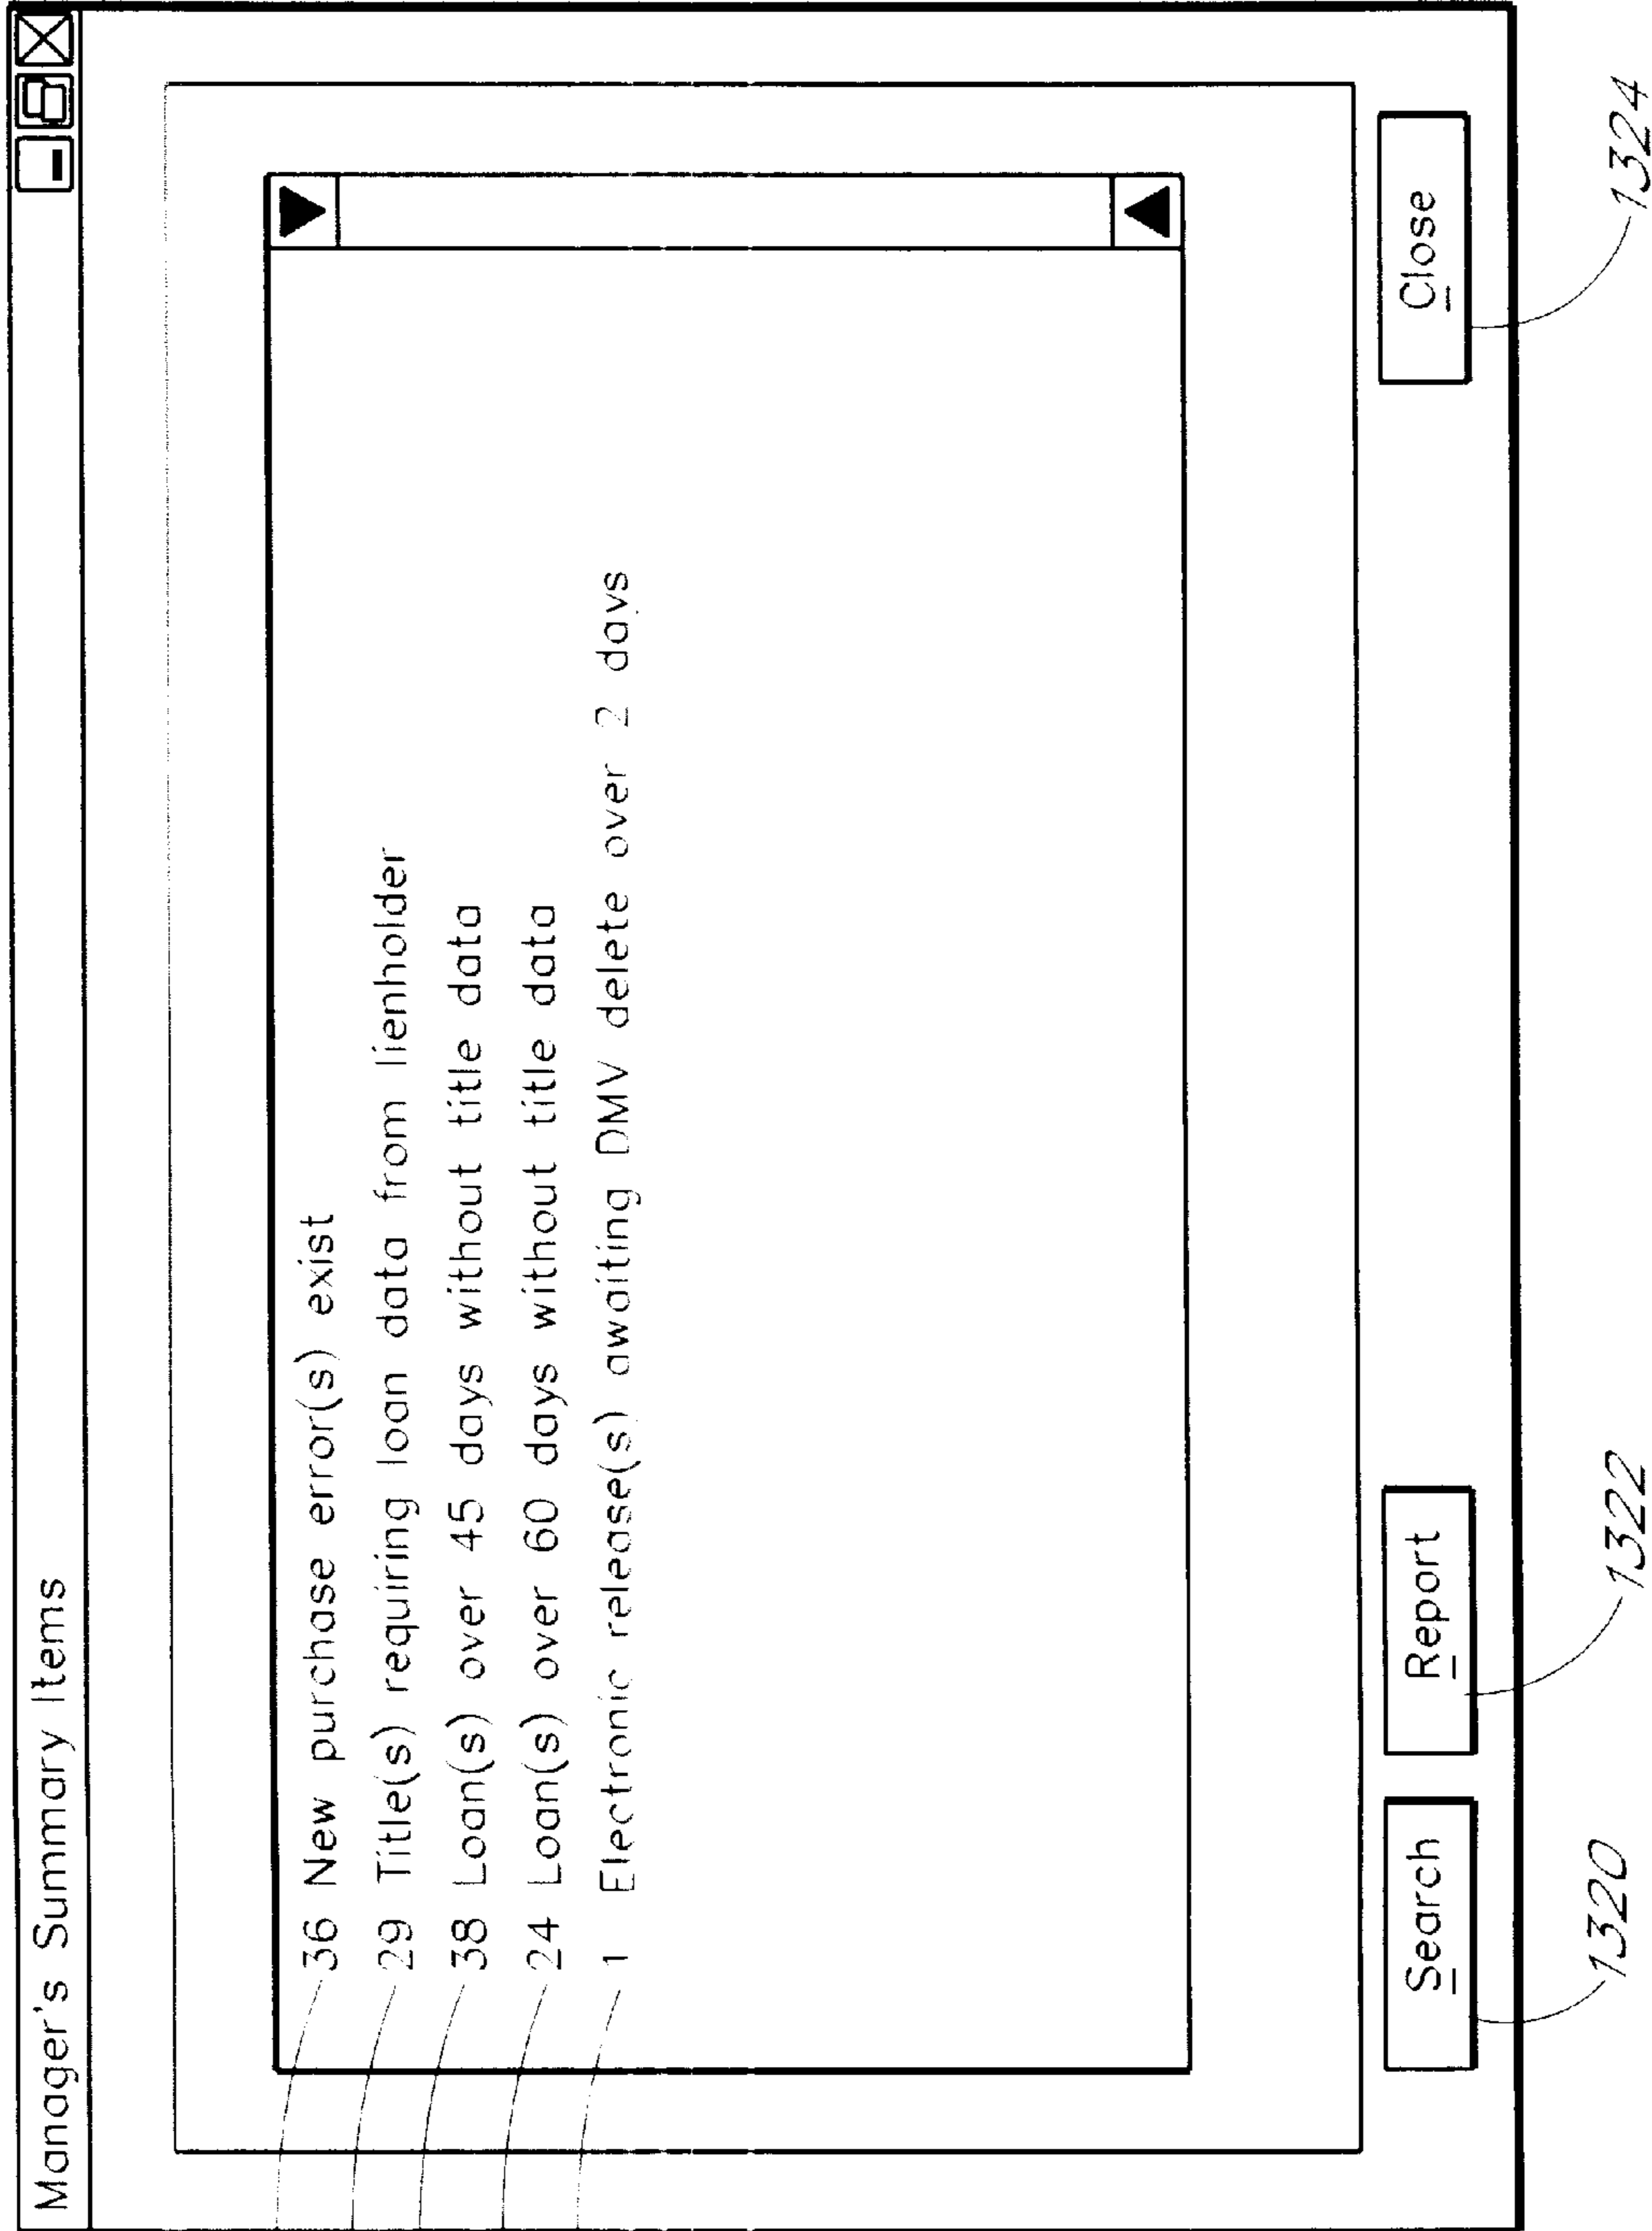 Manager's Summary Items
36 New purchase error(s) exist
29 Title(s) requiring loan data from lienholder
38 Loan(s) over 45 days without title data
24 Loan(s) over 60 days without title data
1 Electronic release(s) awaiting DMV delete over 2 days
Search Report Close
1320 1322 1324